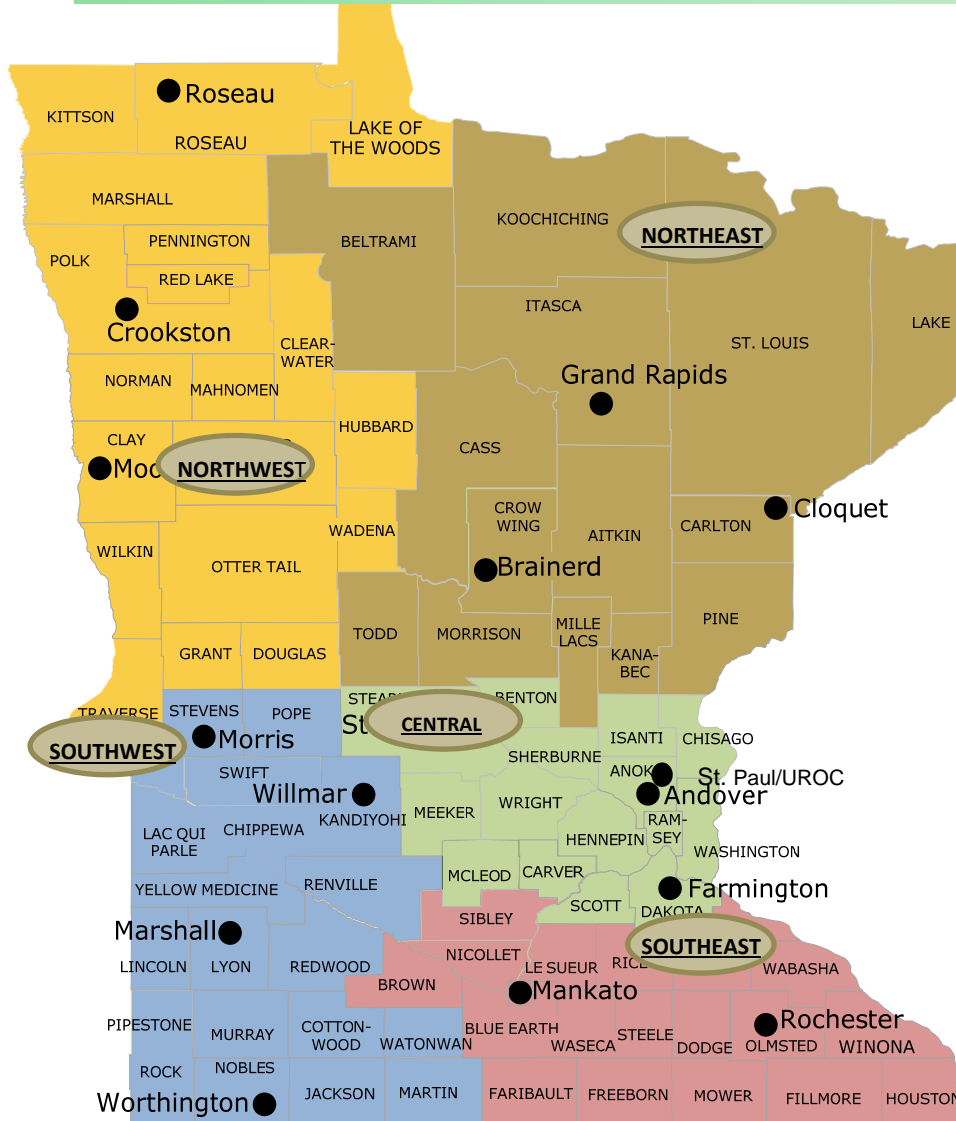 Roseau
KITTSON
ROSEAU
LAKE OF
THE WOODS
MARSHALL
KOOCHICHING
NORTHEAST
PENNINGTON
BELTRAMI
POLK
RED LAKE
ITASCA
LAKE
Crookston
CLEAR-
WATER
ST. LOUIS
NORMAN
MAHNOMEN
Grand Rapids
HUBBARD
CLAY
CASS
Moo
NORTHWEST
CROW
WING
Cloquet
WADENA
AITKIN
CARLTON
WILKIN
OTTER TAIL
Brainerd
PINE
TODD
MORRISON
MILLE
LACS
GRANT
DOUGLAS
KANA-
BEC
STEAR
BENTON
TRAVERSE
STEVENS
POPE
St
CENTRAL
SOUTHWEST
Morris
ISANTI
CHISAGO
SHERBURNE
SWIFT
ANOK
St. Paul/UROC
Willmar
Andover
MEEKER
WRIGHT
KANDIYOHI
LAC QUI
PARLE
CHIPPEWA
HENNEPIN
RAM-
SEY
WASHINGTON
YELLOW MEDICINE
RENVILLE
MCLEOD
CARVER
Farmington
SCOTT
DAKOTA
SIBLEY
Marshall
SOUTHEAST
LINCOLN
LYON
REDWOOD
NICOLLET
LE SUEUR
RICE
WABASHA
BROWN
Mankato
PIPESTONE
MURRAY
COTTON-
WOOD
WATONWAN
BLUE EARTH
WASECA
STEELE
DODGE
Rochester
OLMSTED
WINONA
ROCK
NOBLES
JACKSON
MARTIN
FARIBAULT
FREEBORN
MOWER
FILLMORE
HOUSTON
Worthington